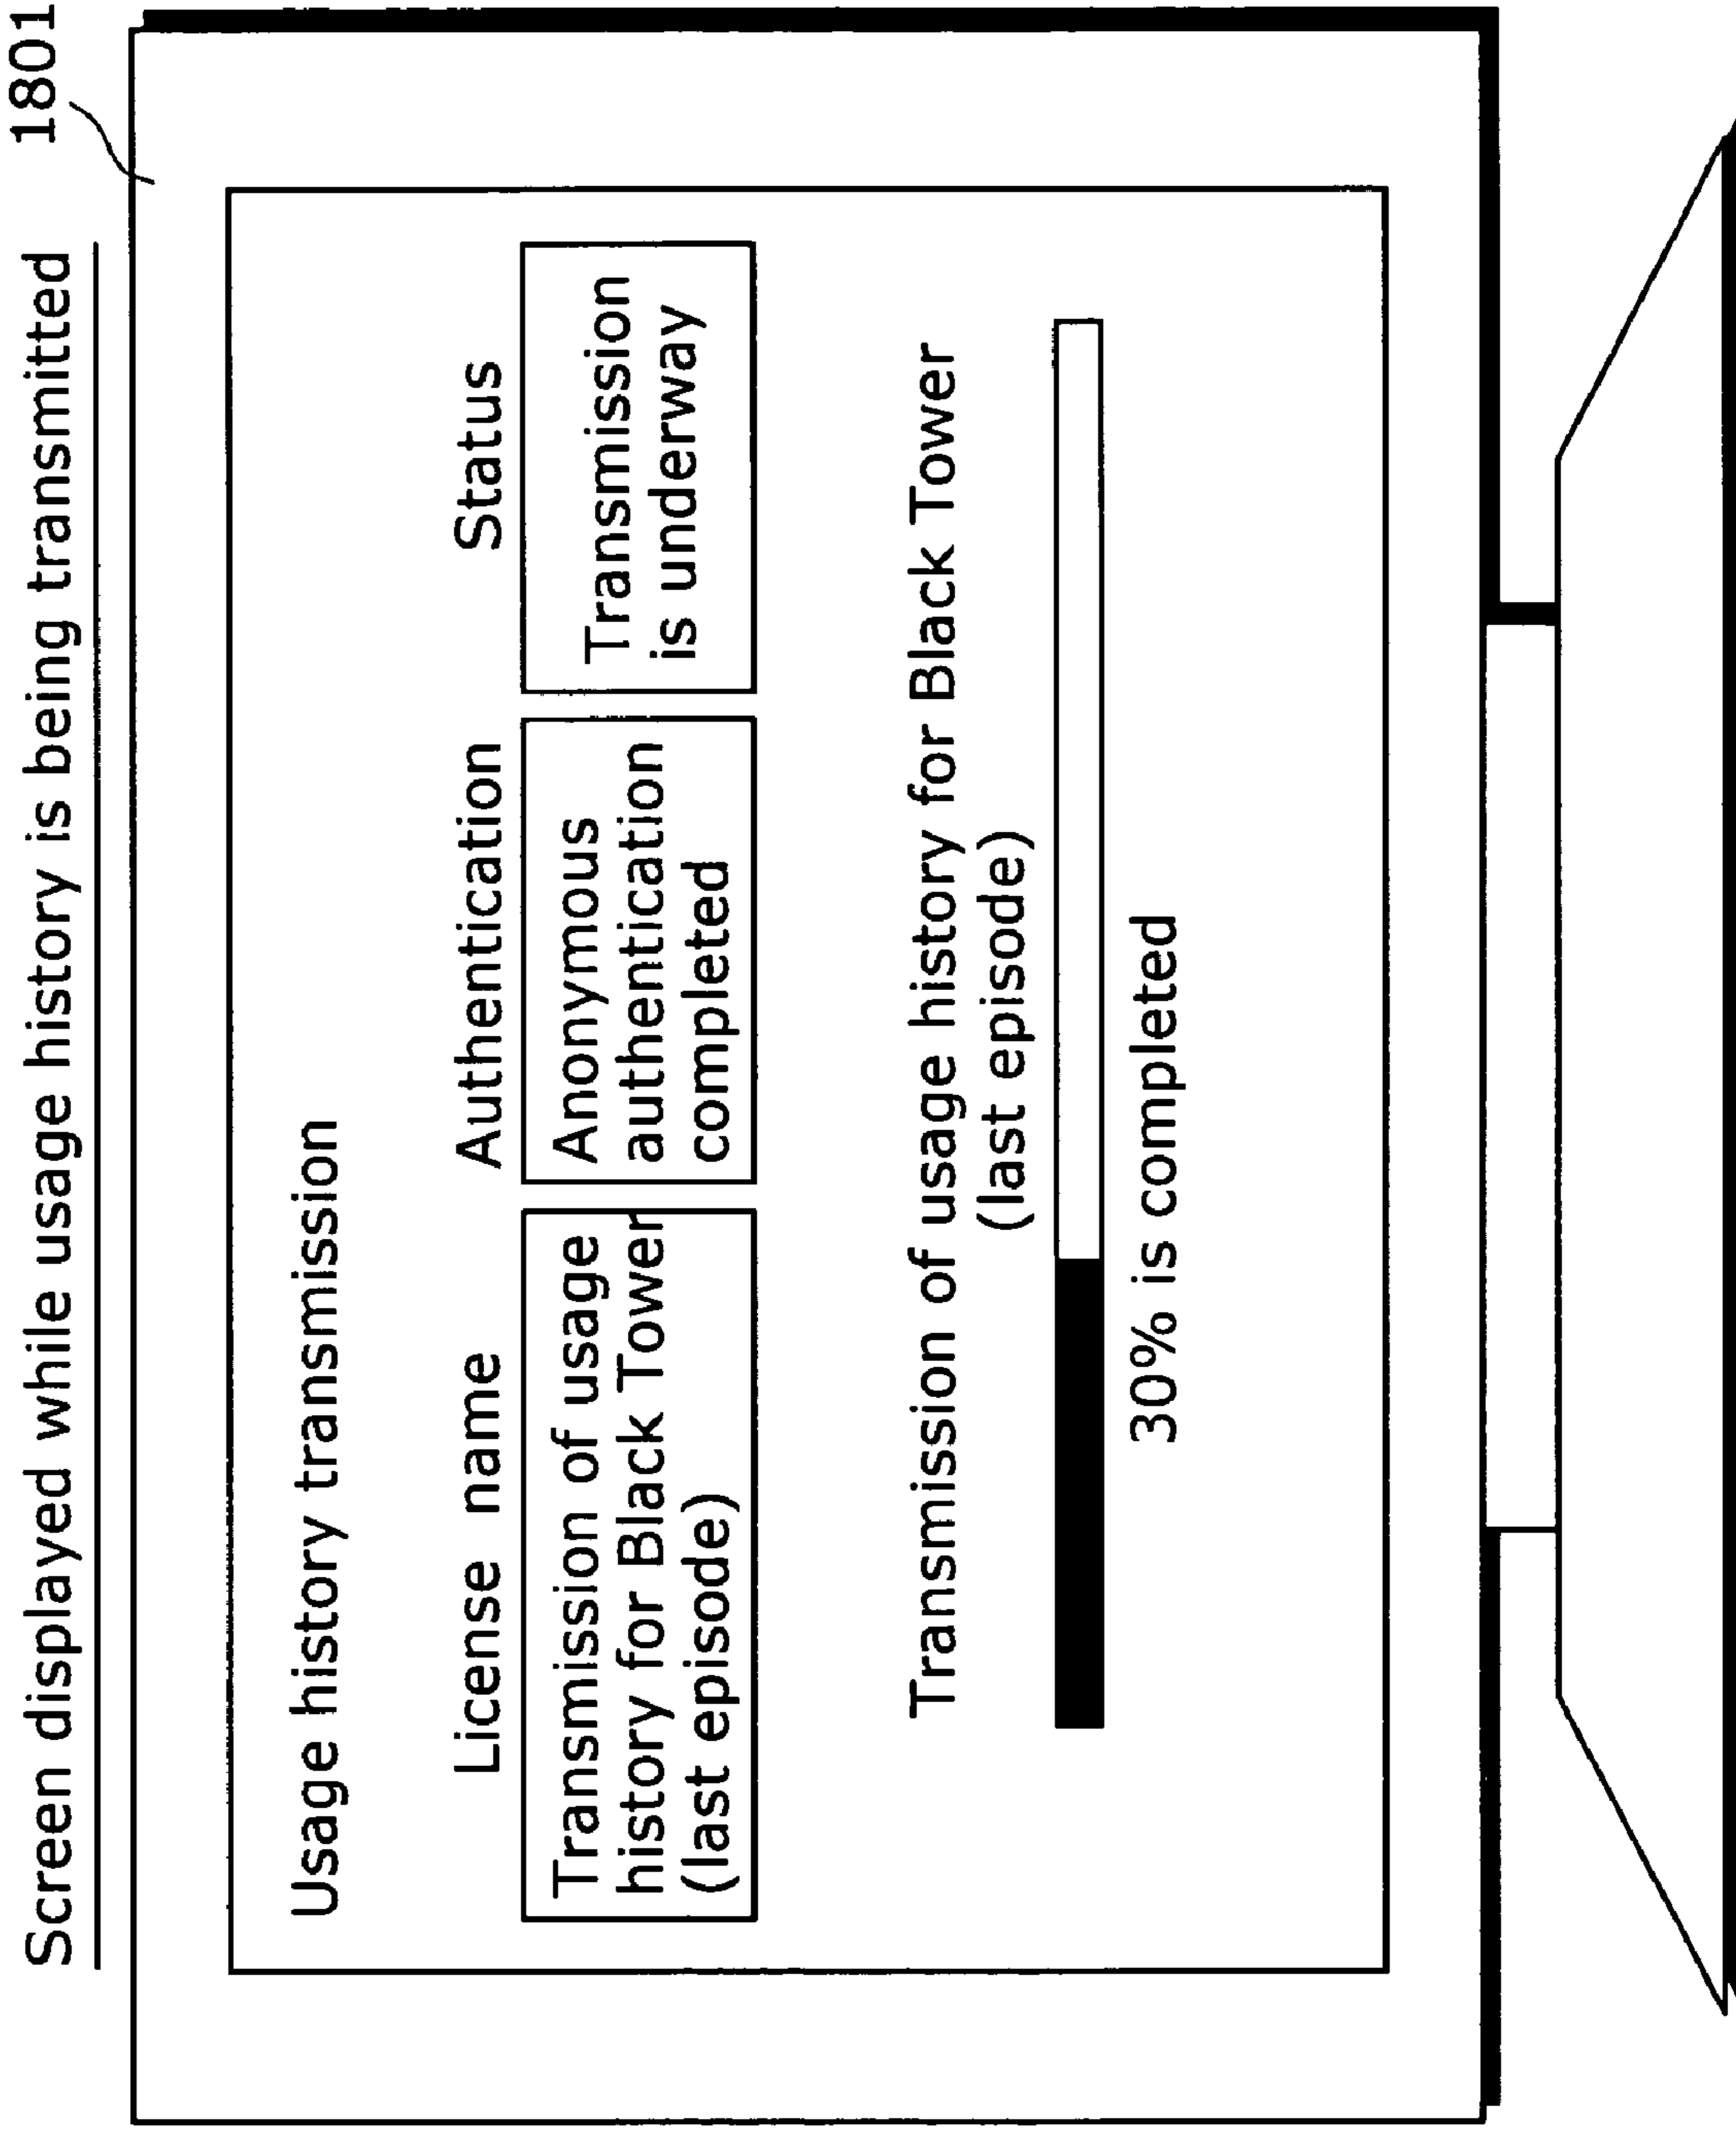 Screen displayed while usage history is being transmitted
1801
Usage history transmission
License name
Authentication
Status
Transmission of usage
history for Black Tower
(last episode)
Anonymous
authentication
completed
Transmission
is underway
Transmission of usage history for Black Tower
(last episode)
30% is completed